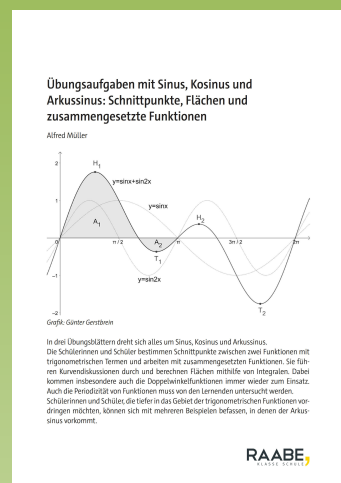 Übungsaufgaben mit Sinus, Kosinus und
Arkussinus: Schnittpunkte, Flächen und
zusammengesetzte Funktionen
Alfred Müller
2
H1
y=sinx+sin2x
1
y=sinx
H2
A1
A2
0
π / 2
π
3π / 2
2π
T1
−1
y=sin2x
T2
−2
Grafik: Günter Gerstbrein
In drei Übungsblättern dreht sich alles um Sinus, Kosinus und Arkussinus.
Die Schülerinnen und Schüler bestimmen Schnittpunkte zwischen zwei Funktionen mit
trigonometrischen Termen und arbeiten mit zusammengesetzten Funktionen. Sie füh-
ren Kurvendiskussionen durch und berechnen Flächen mithilfe von Integralen. Dabei
kommen insbesondere auch die Doppelwinkelfunktionen immer wieder zum Einsatz.
Auch die Periodizität von Funktionen muss von den Lernenden untersucht werden.
Schülerinnen und Schüler, die tiefer in das Gebiet der trigonometrischen Funktionen vor-
dringen möchten, können sich mit mehreren Beispielen befassen, in denen der Arkus-
sinus vorkommt.
RAABE
KLASSE SCHULE